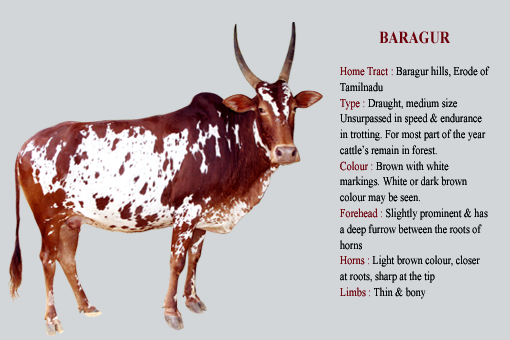 BARAGUR
Home Tract : Baragur hills, Erode of
Tamilnadu
Type : Draught, medium size
Unsurpassed in speed & endurance
in trotting. For most part of the year
cattle's remain in forest.
Colour : Brown with white
markings. White or dark brown
colour may be seen.
Forehead : Slightly prominent & has
a deep furrow between the roots of
horns
Horns : Light brown colour, closer
at roots, sharp at the tip
Limbs : Thin & bony